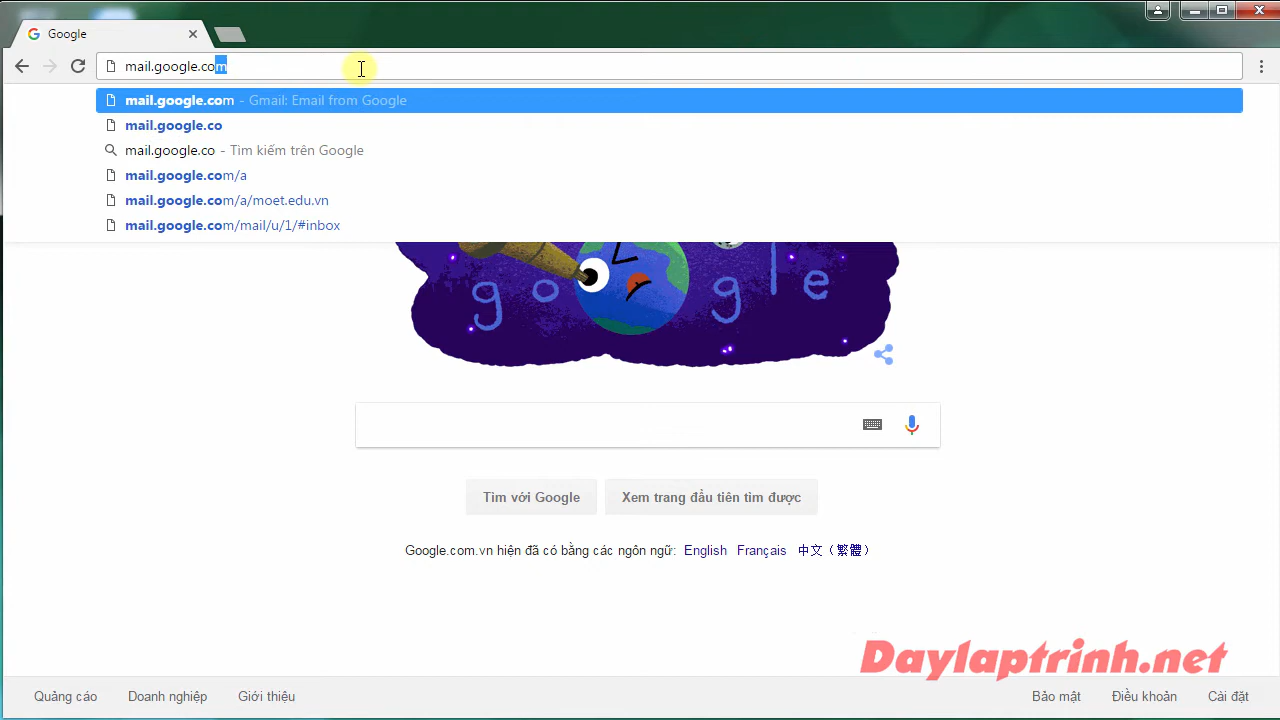 Google
mail.google.com
mail.google.com - Gmail: Email from Google
mail.google.co
mail.google.co - Tìm kiếm trên Google
mail.google.com/a
mail.google.com/a/moet.edu.vn
mail.google.com/mail/u/1/#inbox
go gle
Tìm với Google
Xem trang đầu tiên tìm được
Google.com.vn hiện đã có bằng các ngôn ngữ: English Français 中文（繁體）
Daylaptrinh.net
Quảng cáo Doanh nghiệp Giới thiệu Bảo mật Điều khoản Cài đặt